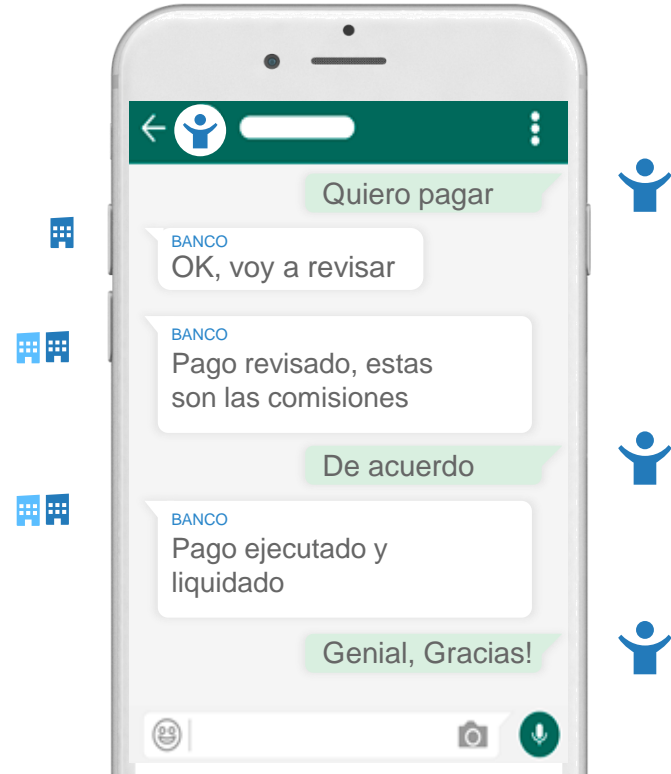 Quiero pagar
BANCO
OK, voy a revisar
BANCO
Pago revisado, estas
son las comisiones
De acuerdo
BANCO
Pago ejecutado y
liquidado
Genial, Gracias!